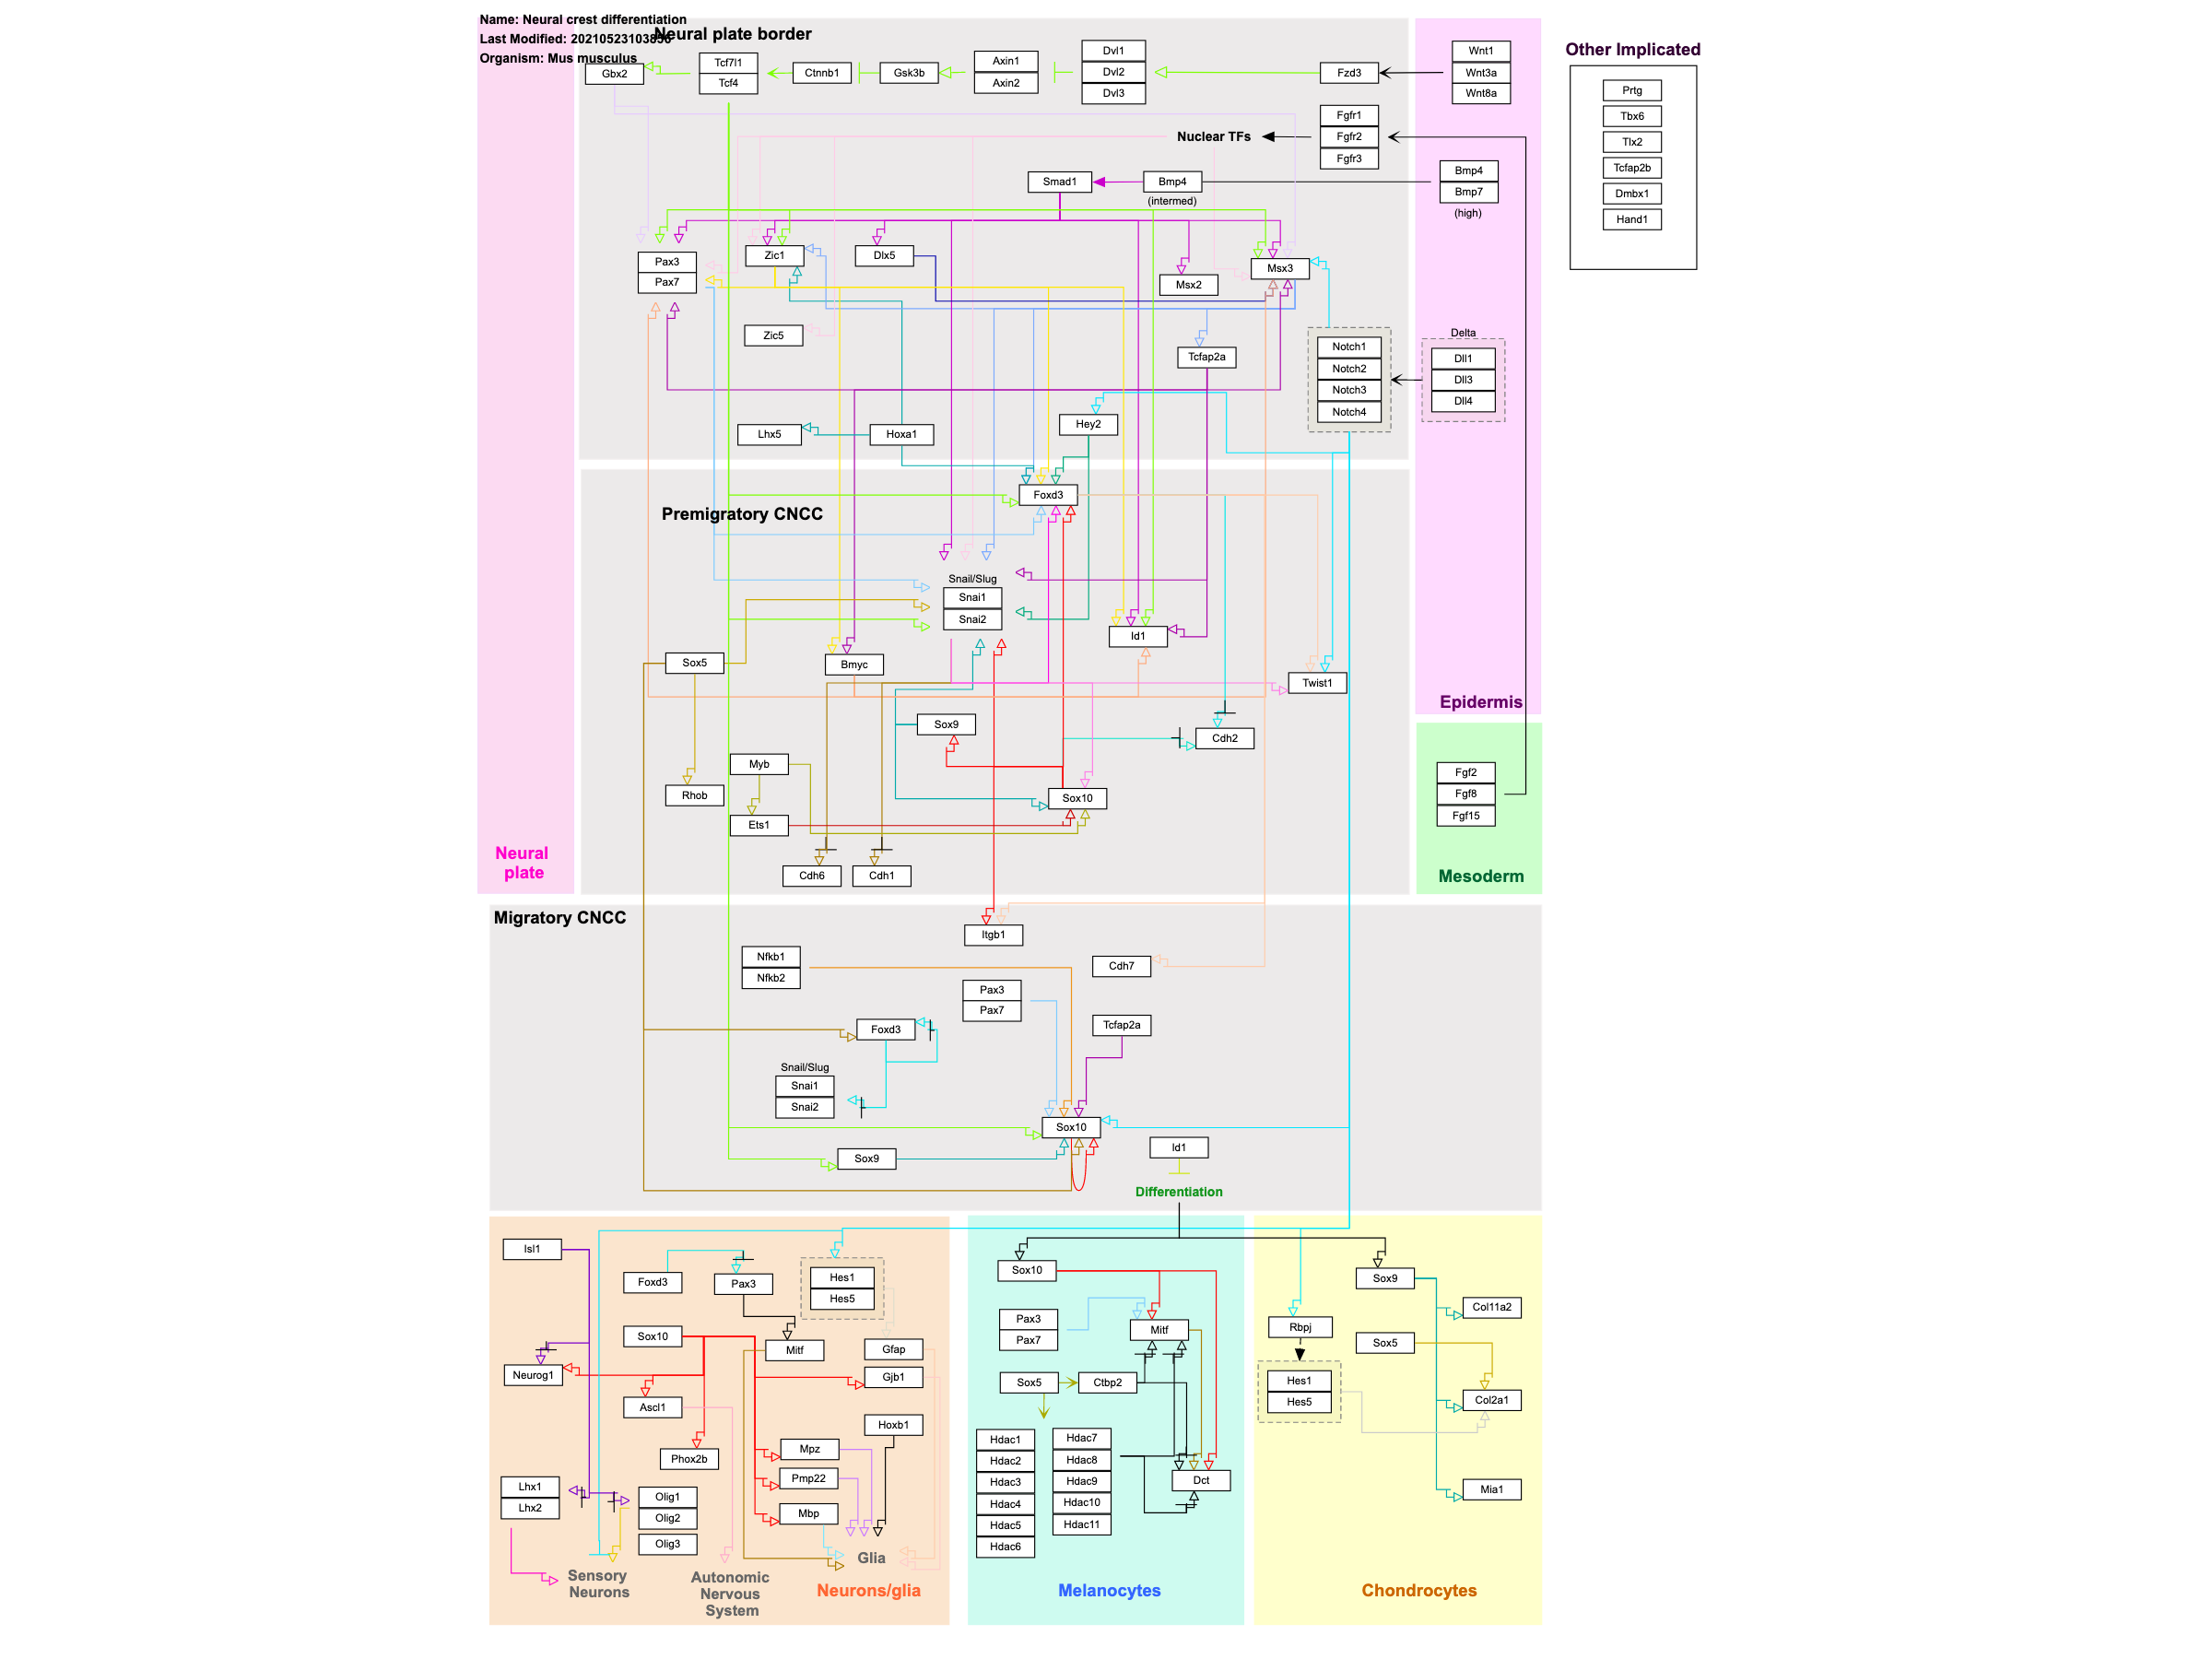 Name: Neural crest differentiation
Last Modified: 20210523103856
Organism: Mus musculus
Neural plate border
Gbx2
Tcf7l1
Tcf4
Ctnnb1
Gsk3b
Axin1
Axin2
Dvl1
Dvl2
Dvl3
Fzd3
Wnt1
Wnt3a
Wnt8a
Other Implicated
Prtg
Tbx6
Tlx2
Tcfap2b
Dmbx1
Hand1
Nuclear TFs
Fgfr1
Fgfr2
Fgfr3
Smad1
Bmp4
(intermed)
Bmp4
Bmp7
(high)
Pax3
Pax7
Zic1
Dlx5
Msx2
Msx3
Zic5
Tcfap2a
Notch1
Notch2
Notch3
Notch4
Delta
Dll1
Dll3
Dll4
Lhx5
Hoxa1
Hey2
Foxd3
Premigratory CNCC
Snail/Slug
Snai1
Snai2
Id1
Sox5
Bmyc
Twist1
Epidermis
Sox9
Cdh2
Myb
Rhob
Sox10
Ets1
Cdh6
Cdh1
Fgf2
Fgf8
Fgf15
Mesoderm
Neural
plate
Migratory CNCC
Itgb1
Nfkb1
Nfkb2
Cdh7
Pax3
Pax7
Foxd3
Tcfap2a
Snail/Slug
Snai1
Snai2
Sox10
Id1
Sox9
Differentiation
Isl1
Foxd3
Pax3
Hes1
Hes5
Sox10
Mitf
Gfap
Neurog1
Gjb1
Ascl1
Hoxb1
Phox2b
Mpz
Pmp22
Mbp
Lhx1
Lhx2
Olig1
Olig2
Olig3
Glia
Sensory
Neurons
Autonomic
Nervous
System
Neurons/glia
Sox10
Pax3
Pax7
Mitf
Sox5
Ctbp2
Hdac1
Hdac2
Hdac3
Hdac4
Hdac5
Hdac6
Hdac7
Hdac8
Hdac9
Hdac10
Hdac11
Dct
Melanocytes
Sox9
Col11a2
Rbpj
Sox5
Hes1
Hes5
Col2a1
Mia1
Chondrocytes